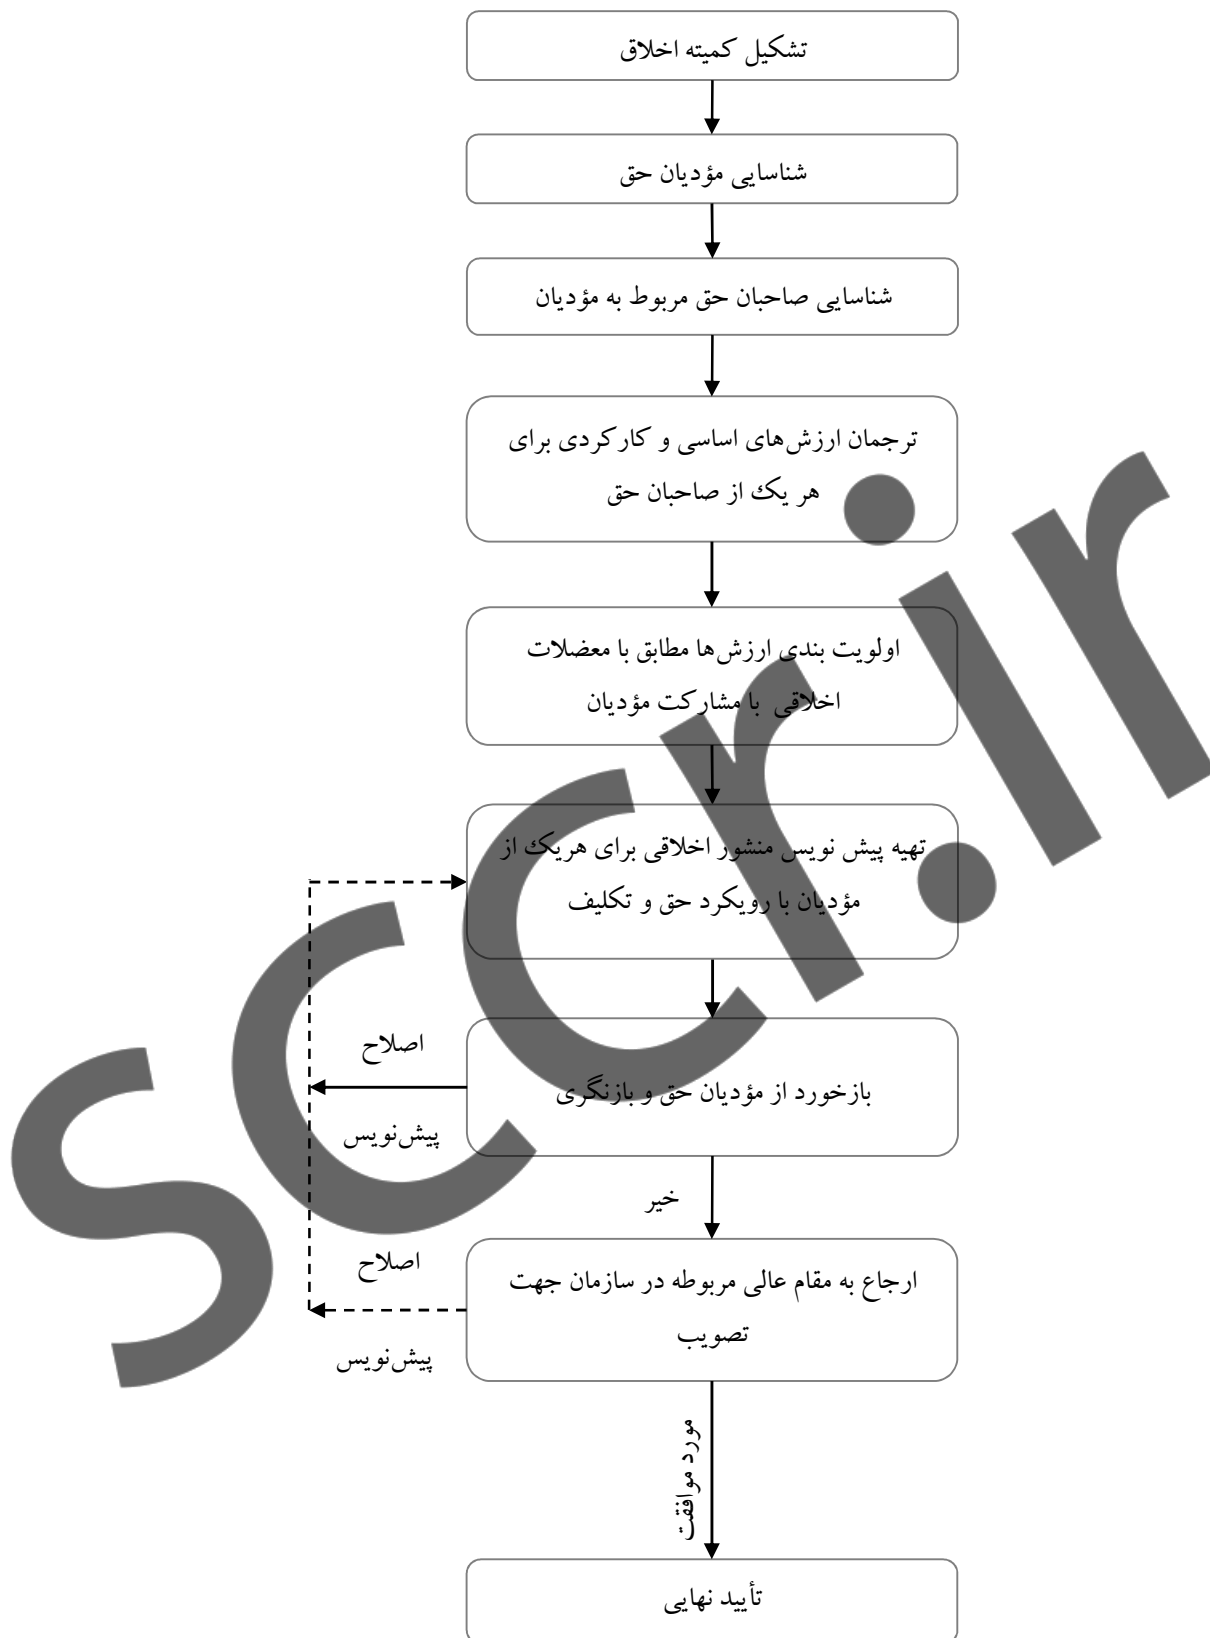 تشکیل کمیته اخلاق
شناسایی مؤدیان حق
شناسایی صاحبان حق مربوط به مؤدیان
ترجمان ارزش‌های اساسی و کارکردی برای
هر یک از صاحبان حق
اولویت بندی ارزش‌ها مطابق با معضلات
اخلاقی با مشارکت مؤدیان
تهیه پیش نویس منشور اخلاقی برای هریک از
مؤدیان با رویکرد حق و تکلیف
بازخورد از مؤدیان حق و بازنگری
اصلاح
پیش‌نویس
خیر
ارجاع به مقام عالی مربوطه در سازمان جهت
تصویب
اصلاح
پیش‌نویس
مورد موافقت
تأیید نهایی
sccr.ir